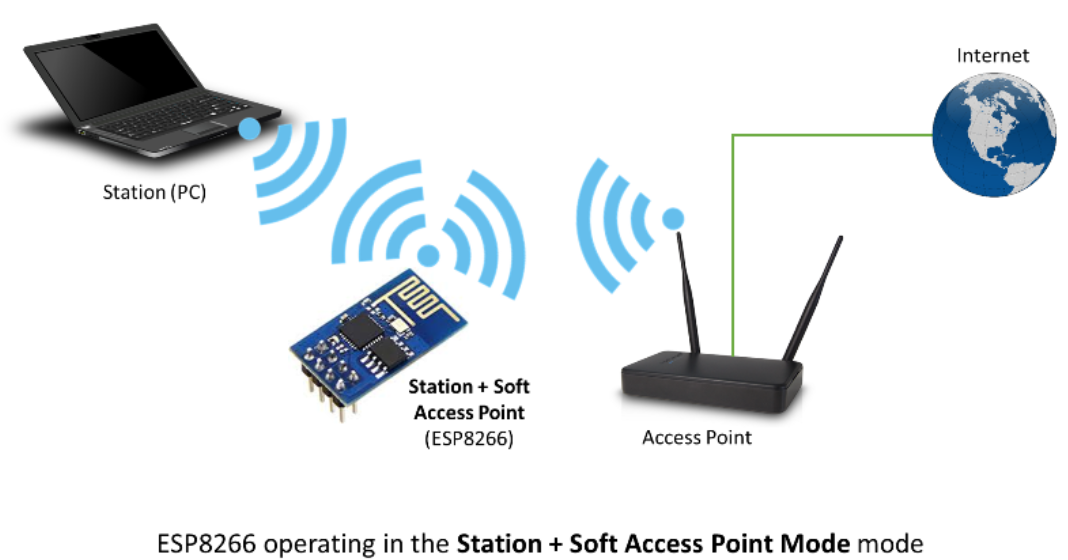 Internet
Station (PC)
Station + Soft
Access Point
(ESP8266)
Access Point
ESP8266 operating in the Station + Soft Access Point Mode mode